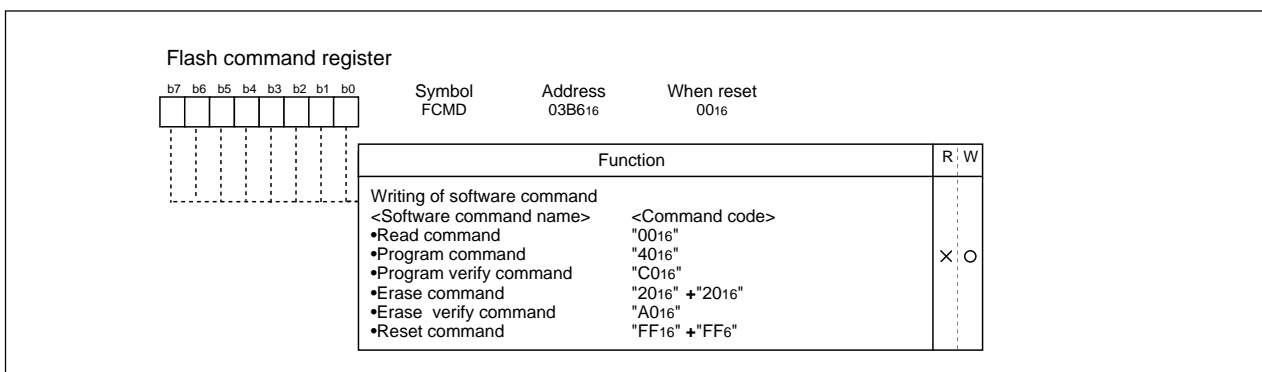 Flash command register
b7 b6 b5 b4 b3 b2 b1 b0
Symbol Address When reset
FCMD 03B616 0016
Function R W
Writing of software command
<Software command name> <Command code>
•Read command "0016"
•Program command "4016"
•Program verify command "C016"
•Erase command "2016" +"2016"
•Erase verify command "A016"
•Reset command "FF16" +"FF6"